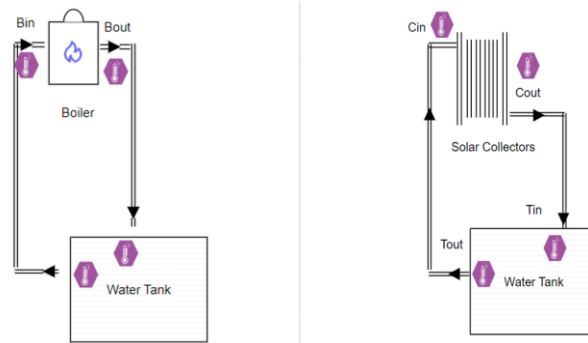 Bin
Bout
Boiler
Water Tank
Cin
Cout
Solar Collectors
Tin
Tout
Water Tank